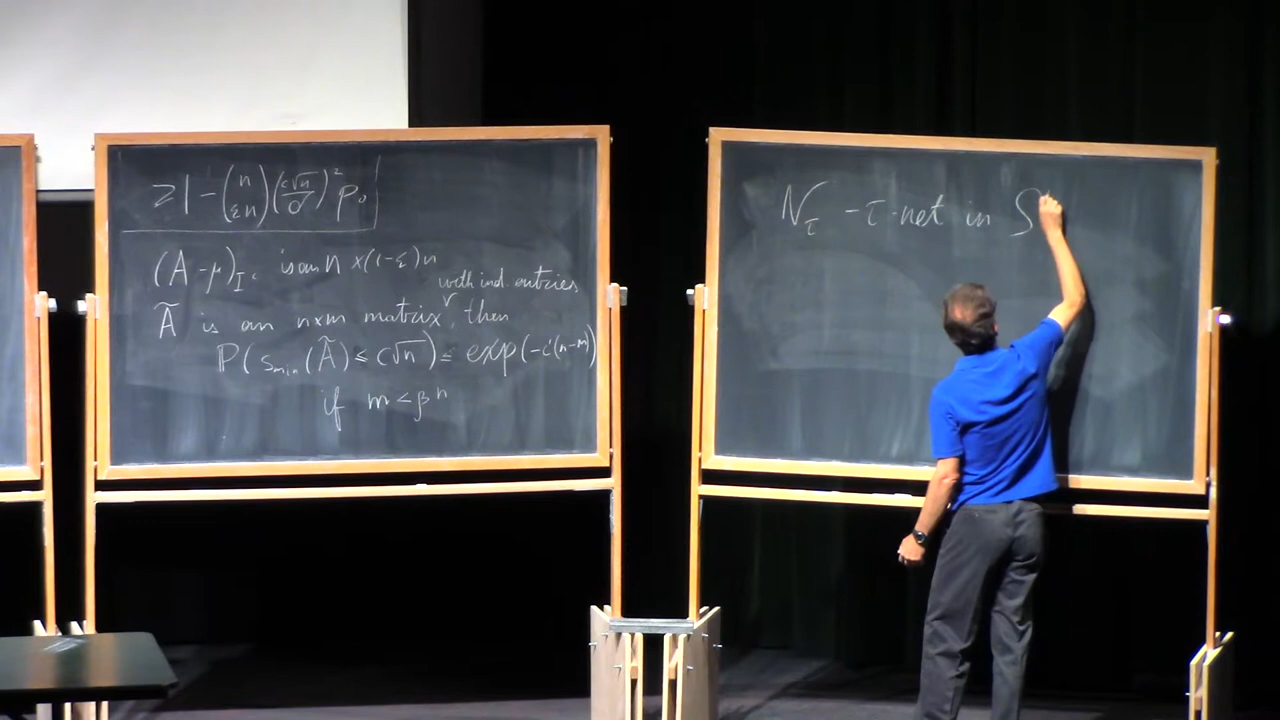 ≥1 - (n εn) (c√n/σ)² p₀
(A-μ)_{I^c} is an n×(1-ε)n
with ind. entries
Ã is an n×m matrix, then
ℙ(s_min(Ã) ≤ c√n) ≤ exp(-c'(n-m))
if m<βn
N_τ - τ-net in S